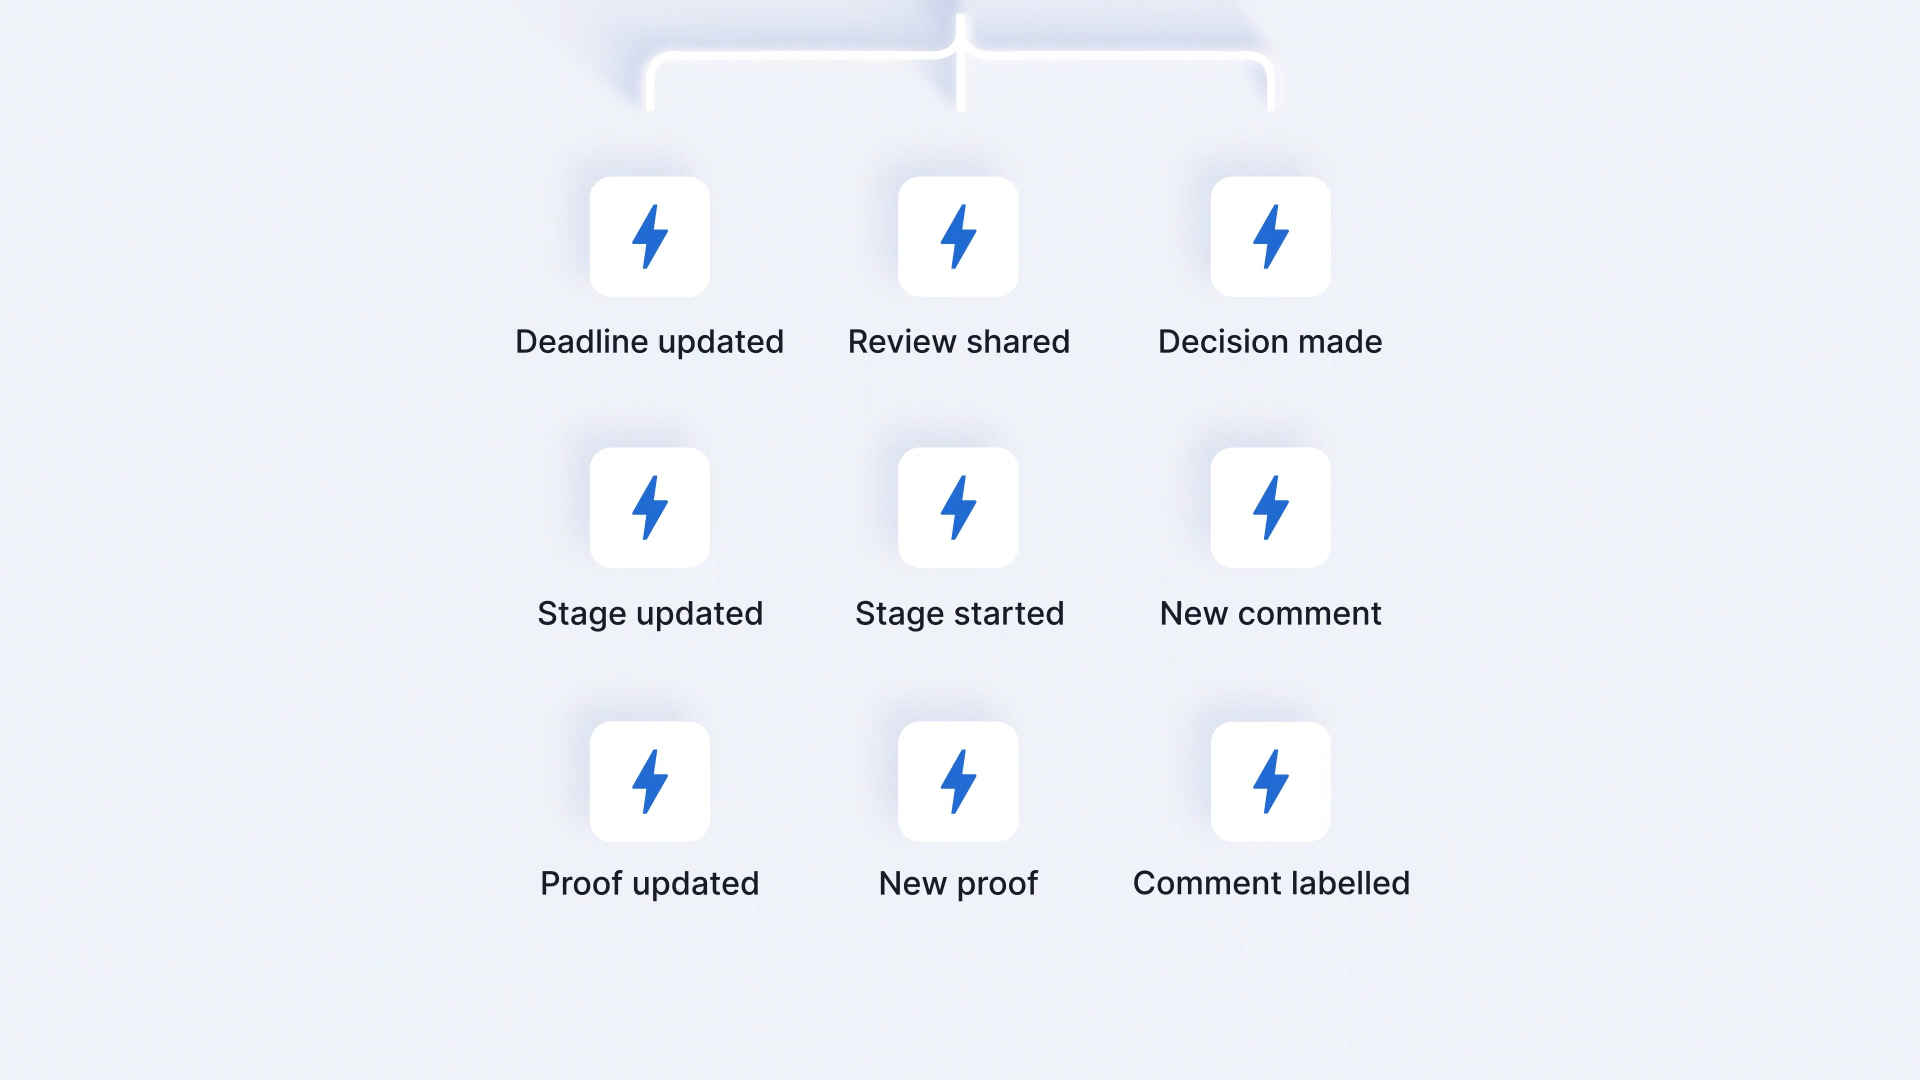 Deadline updated
Review shared
Decision made
Stage updated
Stage started
New comment
Proof updated
New proof
Comment labelled